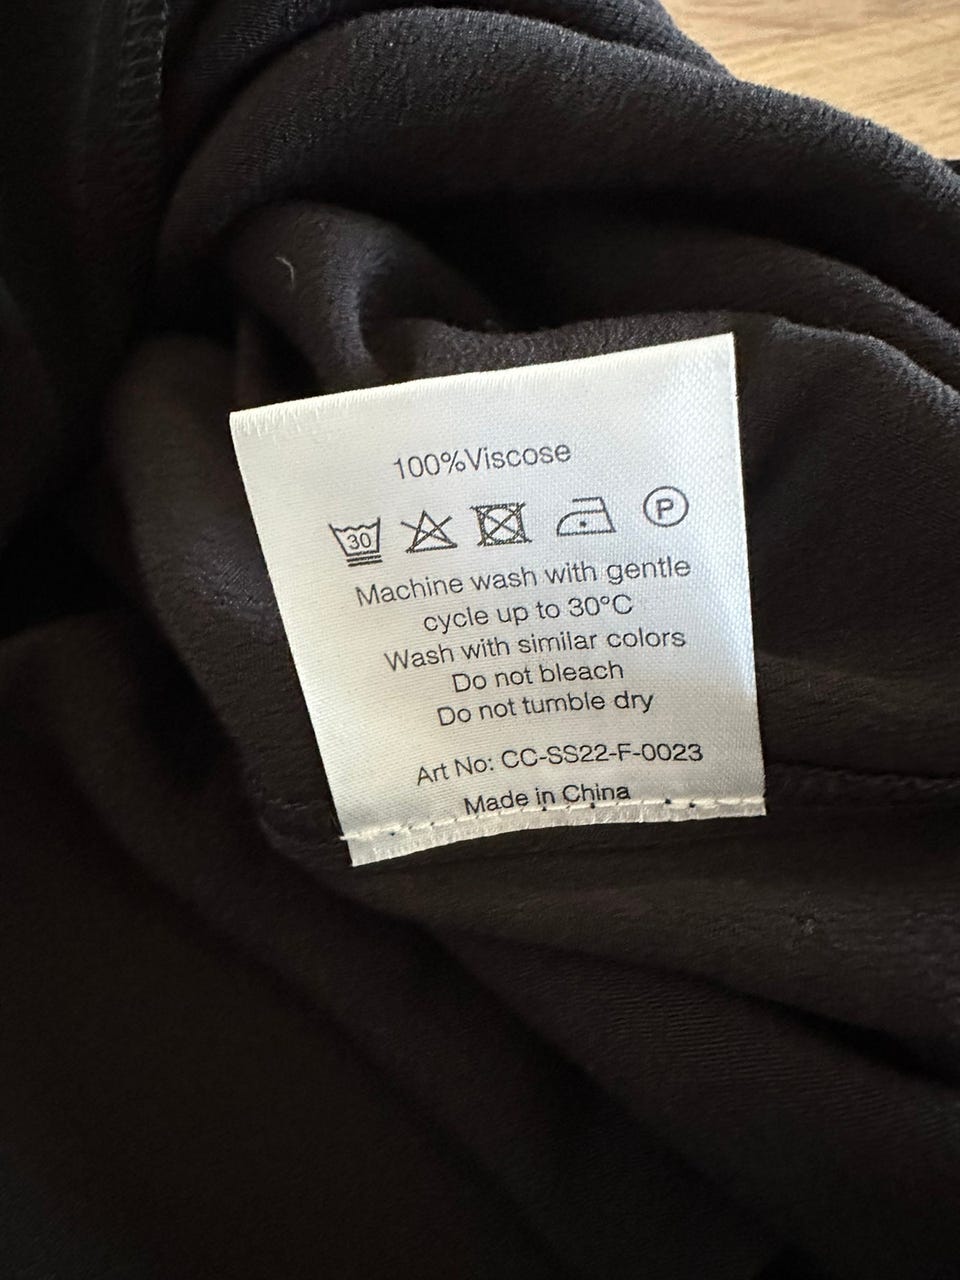 100%Viscose
30 P
Machine wash with gentle
cycle up to 30°C
Wash with similar colors
Do not bleach
Do not tumble dry
Art No: CC-SS22-F-0023
Made in China